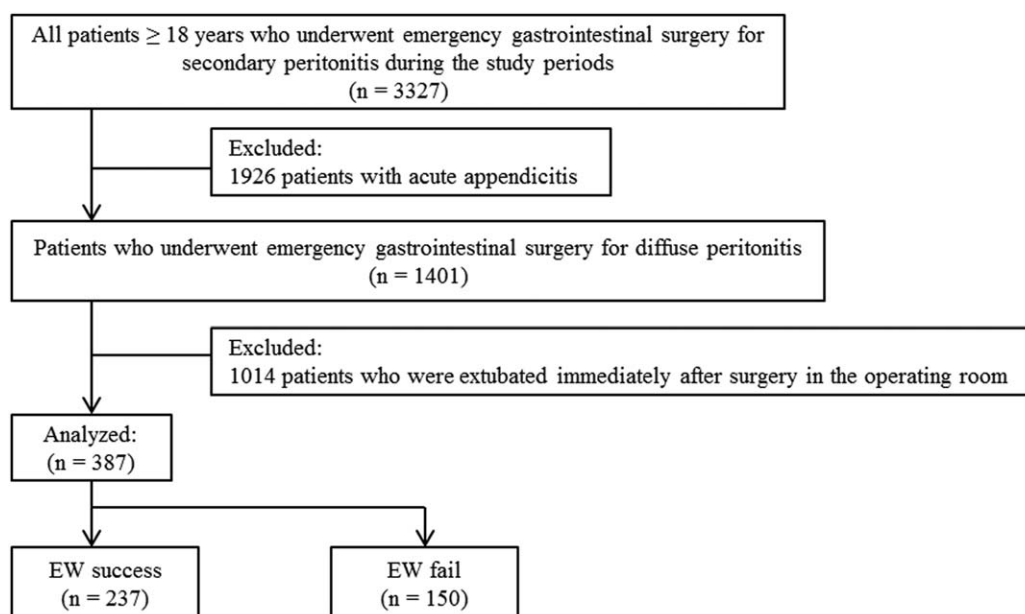 All patients ≥ 18 years who underwent emergency gastrointestinal surgery for
secondary peritonitis during the study periods
(n = 3327)
Excluded:
1926 patients with acute appendicitis
Patients who underwent emergency gastrointestinal surgery for diffuse peritonitis
(n = 1401)
Excluded:
1014 patients who were extubated immediately after surgery in the operating room
Analyzed:
(n = 387)
EW success
(n = 237)
EW fail
(n = 150)